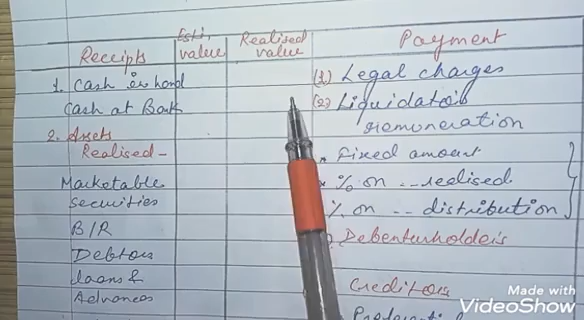 Receipts
Esti.
value
Realised
value
Payment
1. Cash in hand
Cash at Bank
2. Assets
Realised-
Marketable
securities
B/R
Debtors
loans &
Advances
(1) Legal charges
(2) Liquidator's
remuneration
fixed amount
% on .. realised
% on .. distribution
Debenturholders
Creditors
Made with
VideoShow